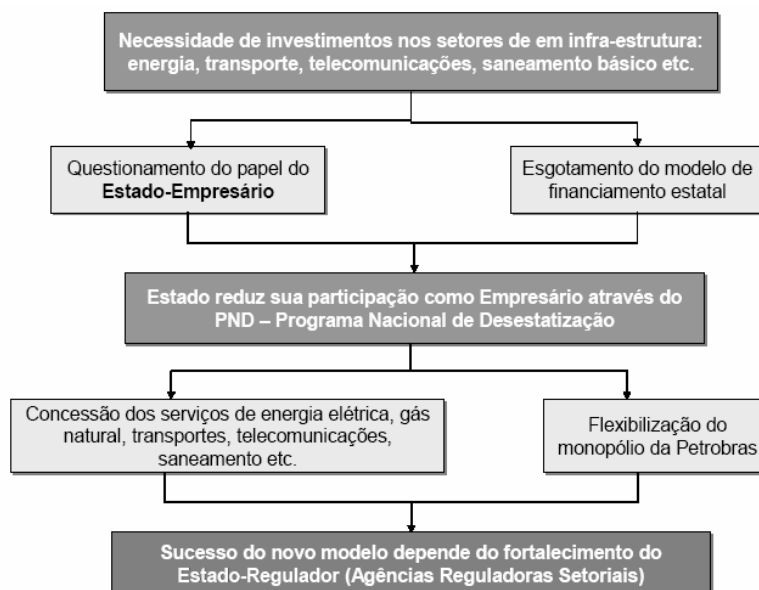 Necessidade de investimentos nos setores de em infra-estrutura:
energia, transporte, telecomunicações, saneamento básico etc.
Questionamento do papel do
Estado-Empresário
Esgotamento do modelo de
financiamento estatal
Estado reduz sua participação como Empresário através do
PND – Programa Nacional de Desestatização
Concessão dos serviços de energia elétrica, gás
natural, transportes, telecomunicações,
saneamento etc.
Flexibilização do
monopólio da Petrobras
Sucesso do novo modelo depende do fortalecimento do
Estado-Regulador (Agências Reguladoras Setoriais)